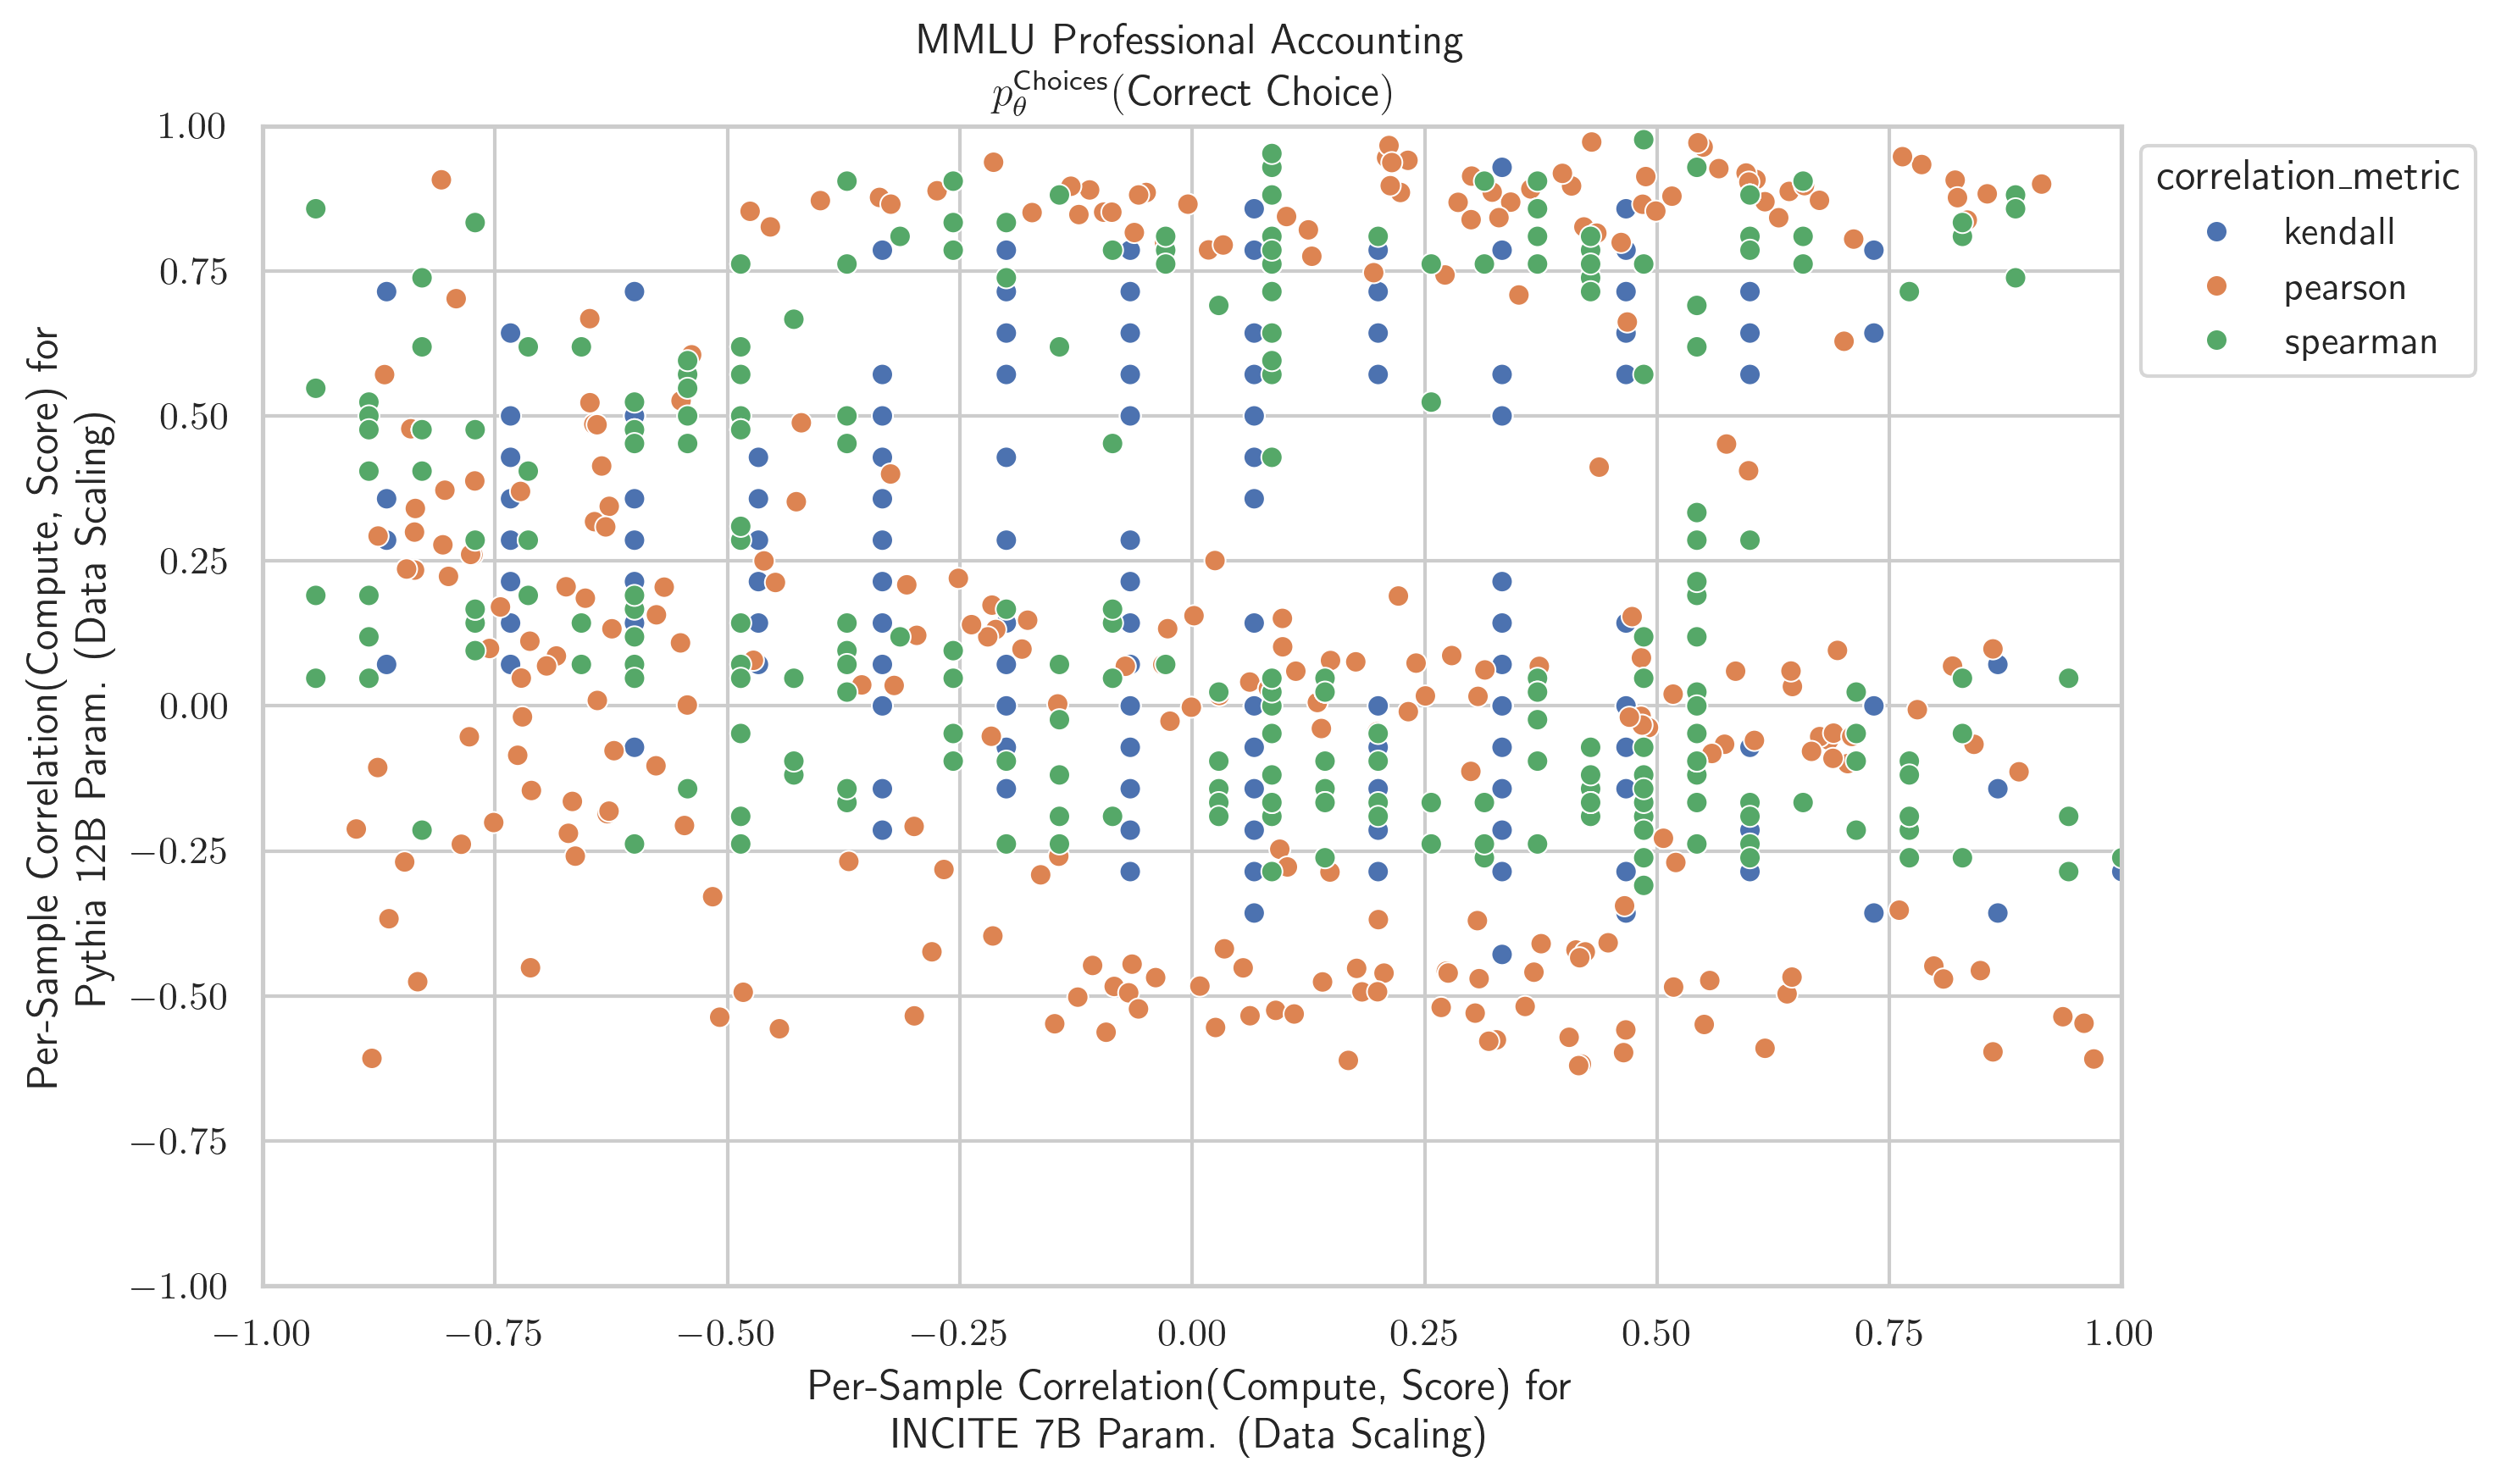 MMLU Professional Accounting
p_θ^Choices(Correct Choice)
1.00
0.75
0.50
0.25
0.00
−0.25
−0.50
−0.75
−1.00
Per-Sample Correlation(Compute, Score) for
Pythia 12B Param. (Data Scaling)
correlation_metric
kendall
pearson
spearman
−1.00 −0.75 −0.50 −0.25 0.00 0.25 0.50 0.75 1.00
Per-Sample Correlation(Compute, Score) for
INCITE 7B Param. (Data Scaling)